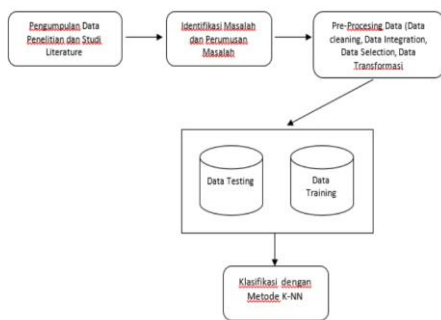 Pengumpulan Data
Penelitian dan Studi
Literature
Identifikasi Masalah
dan Perumusan
Masalah
Pre-Procesing Data (Data
cleaning, Data Integration,
Data Selection, Data
Transformasi
Data Testing
Data
Training
Klasifikasi dengan
Metode K-NN